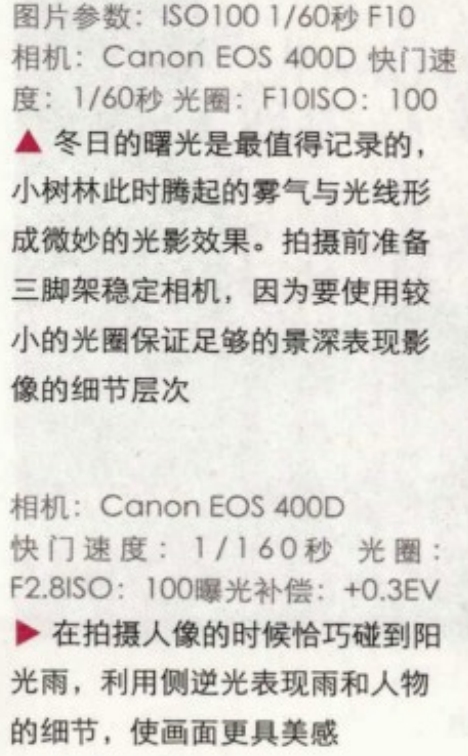 图片参数：ISO100 1/60秒 F10
相机：Canon EOS 400D 快门速
度：1/60秒 光圈：F10ISO：100
▲ 冬日的曙光是最值得记录的，
小树林此时腾起的雾气与光线形
成微妙的光影效果。拍摄前准备
三脚架稳定相机，因为要使用较
小的光圈保证足够的景深表现影
像的细节层次
相机：Canon EOS 400D
快门速度：1/160秒 光圈：
F2.8ISO：100曝光补偿：+0.3EV
▶ 在拍摄人像的时候恰巧碰到阳
光雨，利用侧逆光表现雨和人物
的细节，使画面更具美感